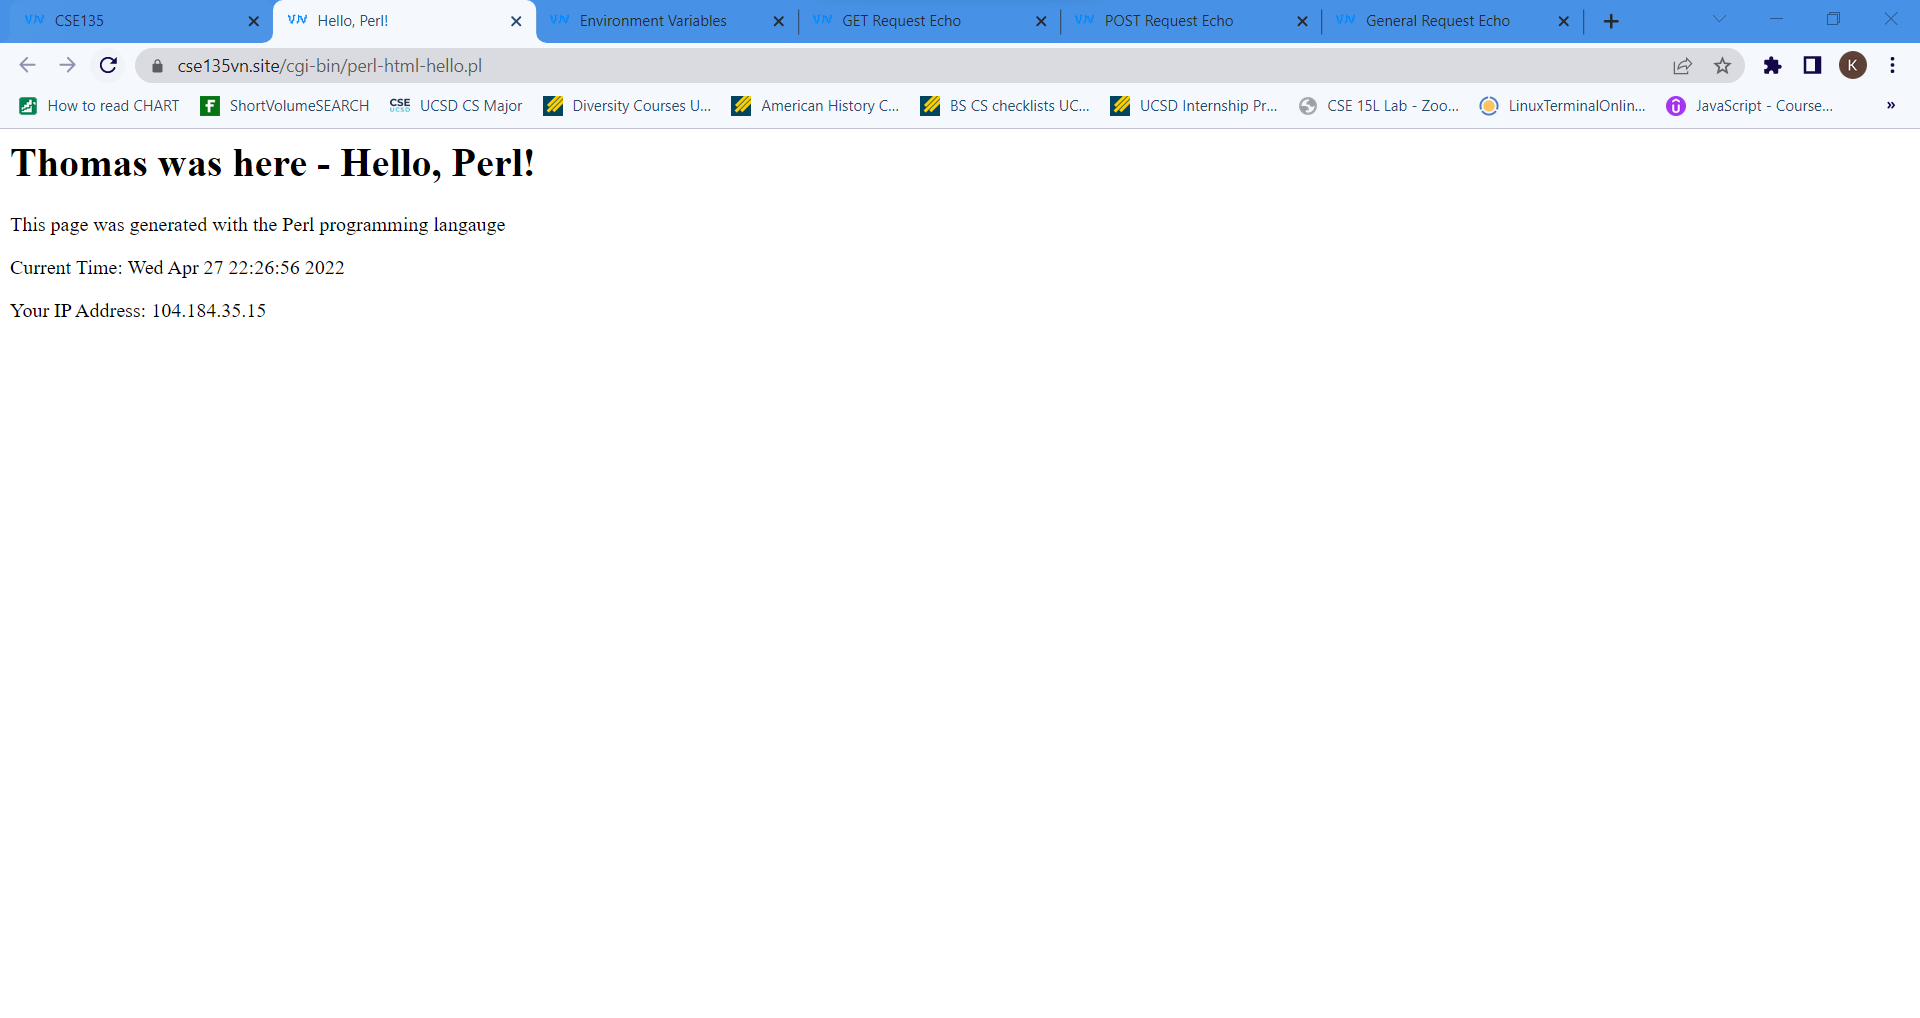 CSE135 Hello, Perl! Environment Variables GET Request Echo POST Request Echo General Request Echo
cse135vn.site/cgi-bin/perl-html-hello.pl K
How to read CHART ShortVolumeSEARCH CSE UCSD UCSD CS Major Diversity Courses U... American History C... BS CS checklists UC... UCSD Internship Pr... CSE 15L Lab - Zoo... LinuxTerminalOnlin... JavaScript - Course... »
Thomas was here - Hello, Perl!
This page was generated with the Perl programming langauge
Current Time: Wed Apr 27 22:26:56 2022
Your IP Address: 104.184.35.15